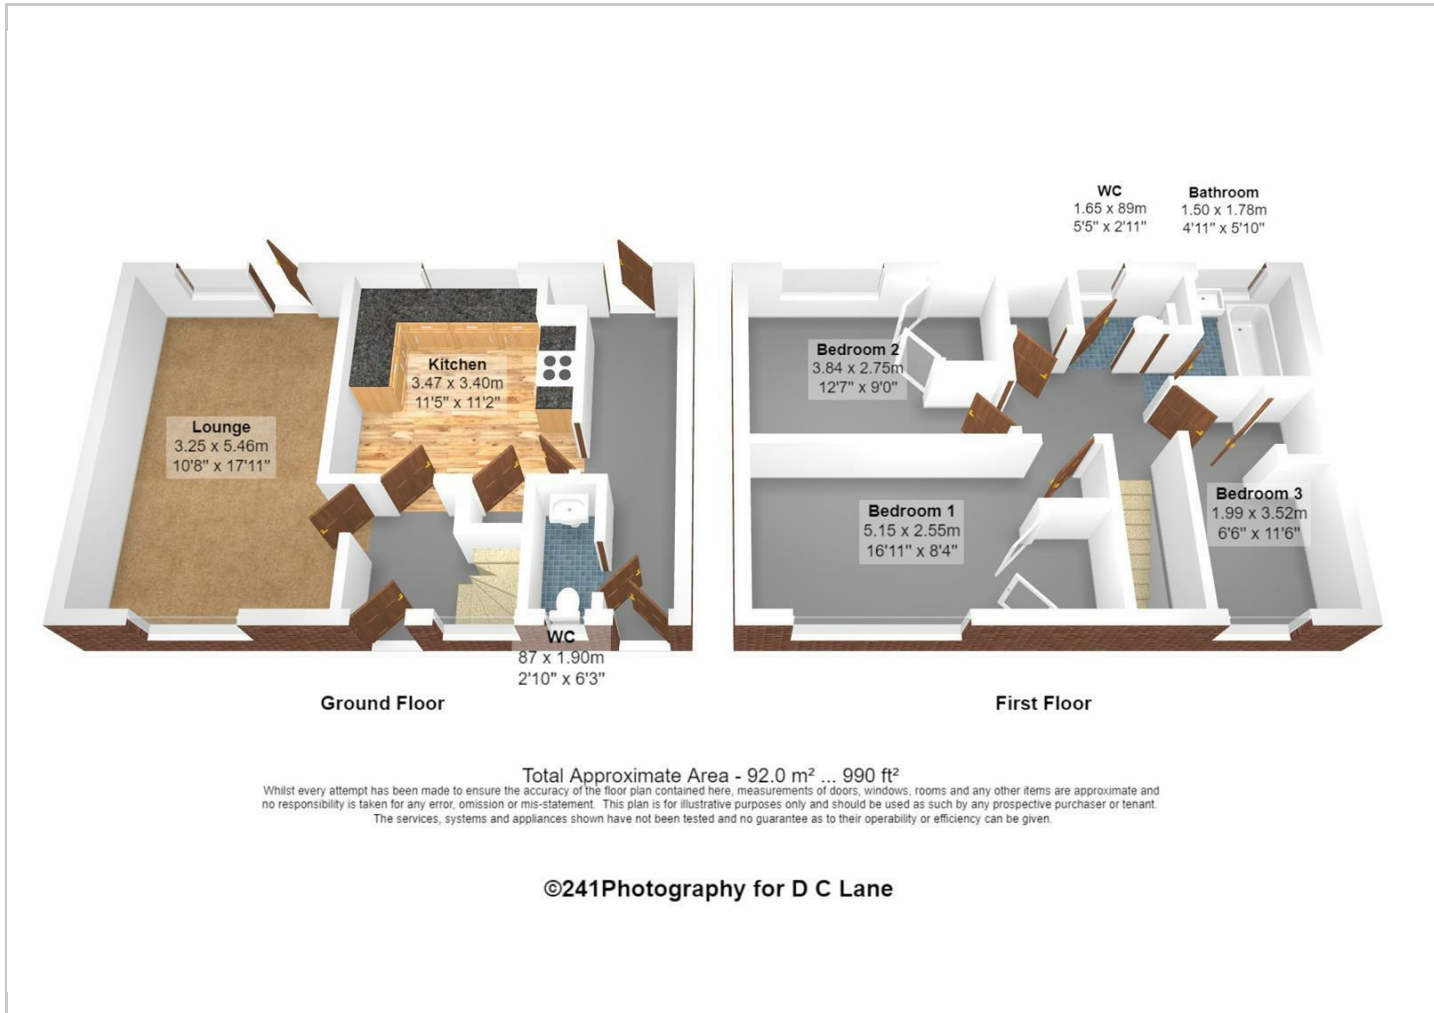 WC
1.65 x 89m
5'5" x 2'11"
Bathroom
1.50 x 1.78m
4'11" x 5'10"
Kitchen
3.47 x 3.40m
11'5" x 11'2"
Lounge
3.25 x 5.46m
10'8" x 17'11"
WC
87 x 1.90m
2'10" x 6'3"
Bedroom 2
3.84 x 2.75m
12'7" x 9'0"
Bedroom 1
5.15 x 2.55m
16'11" x 8'4"
Bedroom 3
1.99 x 3.52m
6'6" x 11'6"
Ground Floor
First Floor
Total Approximate Area - 92.0 m² ... 990 ft²
Whilst every attempt has been made to ensure the accuracy of the floor plan contained here, measurements of doors, windows, rooms and any other items are approximate and
no responsibility is taken for any error, omission or mis-statement. This plan is for illustrative purposes only and should be used as such by any prospective purchaser or tenant.
The services, systems and appliances shown have not been tested and no guarantee as to their operability or efficiency can be given.
©241Photography for D C Lane